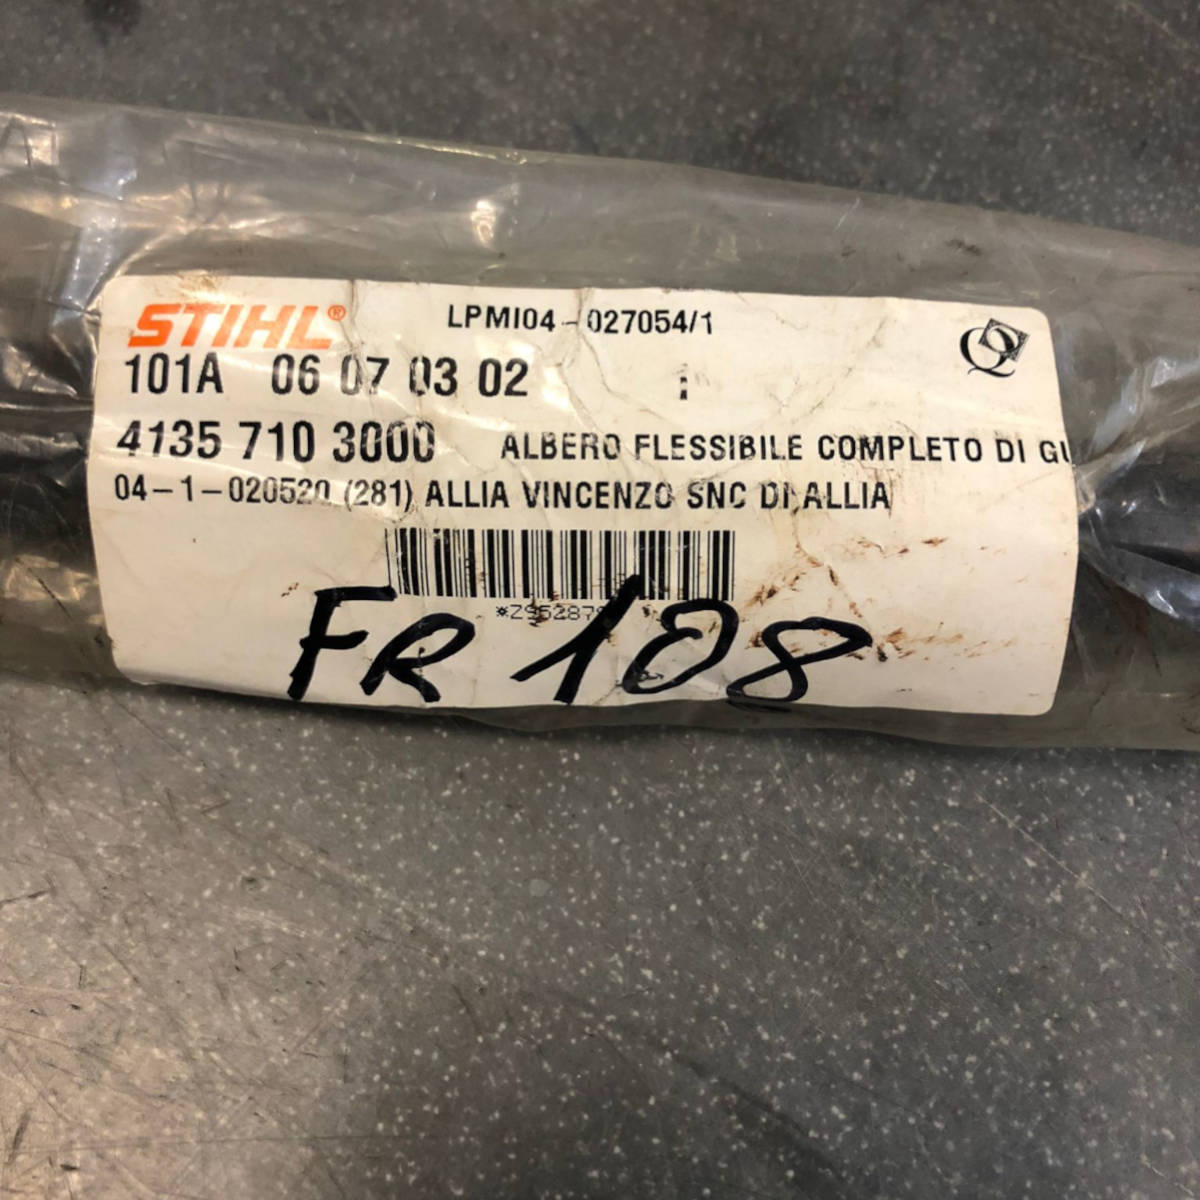 STIHL® LPMI04-027054/1
101A 06 07 03 02
4135 710 3000 ALBERO FLESSIBILE COMPLETO DI GU
04-1-020520 (281) ALLIA VINCENZO SNC DI ALLIA
FR 108